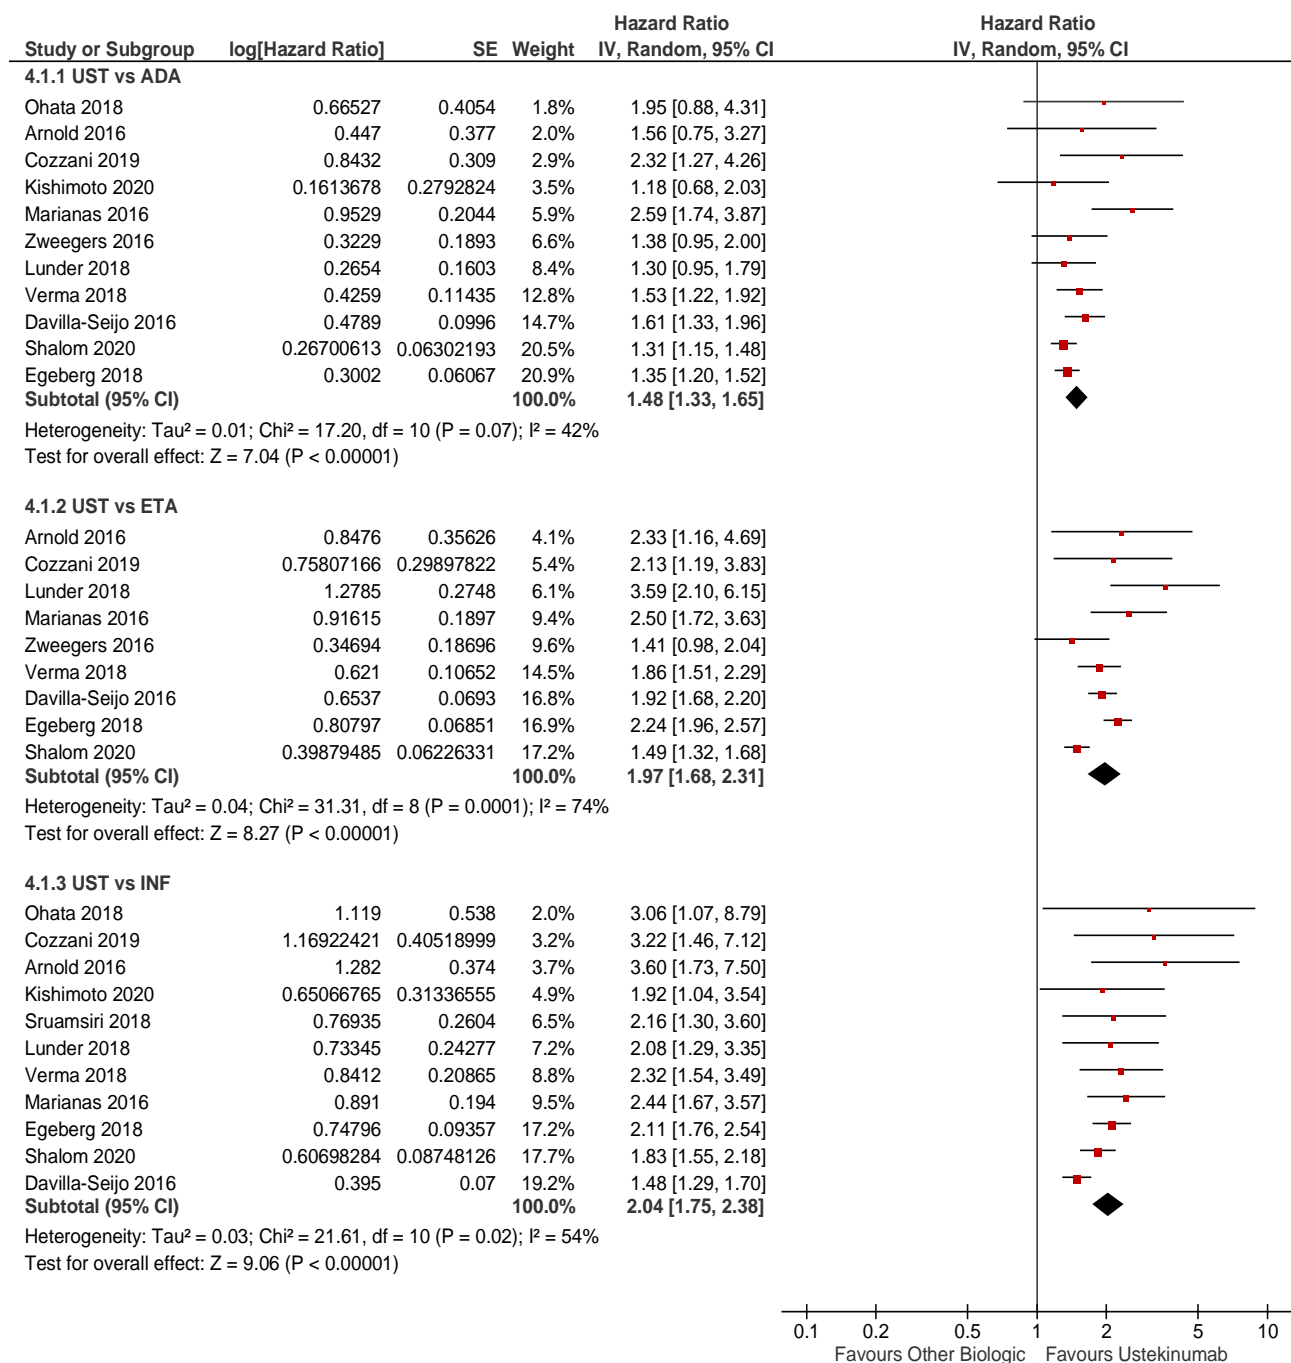 Hazard Ratio Hazard Ratio
Study or Subgroup log[Hazard Ratio] SE Weight IV, Random, 95% CI IV, Random, 95% CI
4.1.1 UST vs ADA
Ohata 2018 0.66527 0.4054 1.8% 1.95 [0.88, 4.31]
Arnold 2016 0.447 0.377 2.0% 1.56 [0.75, 3.27]
Cozzani 2019 0.8432 0.309 2.9% 2.32 [1.27, 4.26]
Kishimoto 2020 0.1613678 0.2792824 3.5% 1.18 [0.68, 2.03]
Marianas 2016 0.9529 0.2044 5.9% 2.59 [1.74, 3.87]
Zweegers 2016 0.3229 0.1893 6.6% 1.38 [0.95, 2.00]
Lunder 2018 0.2654 0.1603 8.4% 1.30 [0.95, 1.79]
Verma 2018 0.4259 0.11435 12.8% 1.53 [1.22, 1.92]
Davilla-Seijo 2016 0.4789 0.0996 14.7% 1.61 [1.33, 1.96]
Shalom 2020 0.26700613 0.06302193 20.5% 1.31 [1.15, 1.48]
Egeberg 2018 0.3002 0.06067 20.9% 1.35 [1.20, 1.52]
Subtotal (95% CI) 100.0% 1.48 [1.33, 1.65]
Heterogeneity: Tau² = 0.01; Chi² = 17.20, df = 10 (P = 0.07); I² = 42%
Test for overall effect: Z = 7.04 (P < 0.00001)
4.1.2 UST vs ETA
Arnold 2016 0.8476 0.35626 4.1% 2.33 [1.16, 4.69]
Cozzani 2019 0.75807166 0.29897822 5.4% 2.13 [1.19, 3.83]
Lunder 2018 1.2785 0.2748 6.1% 3.59 [2.10, 6.15]
Marianas 2016 0.91615 0.1897 9.4% 2.50 [1.72, 3.63]
Zweegers 2016 0.34694 0.18696 9.6% 1.41 [0.98, 2.04]
Verma 2018 0.621 0.10652 14.5% 1.86 [1.51, 2.29]
Davilla-Seijo 2016 0.6537 0.0693 16.8% 1.92 [1.68, 2.20]
Egeberg 2018 0.80797 0.06851 16.9% 2.24 [1.96, 2.57]
Shalom 2020 0.39879485 0.06226331 17.2% 1.49 [1.32, 1.68]
Subtotal (95% CI) 100.0% 1.97 [1.68, 2.31]
Heterogeneity: Tau² = 0.04; Chi² = 31.31, df = 8 (P = 0.0001); I² = 74%
Test for overall effect: Z = 8.27 (P < 0.00001)
4.1.3 UST vs INF
Ohata 2018 1.119 0.538 2.0% 3.06 [1.07, 8.79]
Cozzani 2019 1.16922421 0.40518999 3.2% 3.22 [1.46, 7.12]
Arnold 2016 1.282 0.374 3.7% 3.60 [1.73, 7.50]
Kishimoto 2020 0.65066765 0.31336555 4.9% 1.92 [1.04, 3.54]
Sruamsiri 2018 0.76935 0.2604 6.5% 2.16 [1.30, 3.60]
Lunder 2018 0.73345 0.24277 7.2% 2.08 [1.29, 3.35]
Verma 2018 0.8412 0.20865 8.8% 2.32 [1.54, 3.49]
Marianas 2016 0.891 0.194 9.5% 2.44 [1.67, 3.57]
Egeberg 2018 0.74796 0.09357 17.2% 2.11 [1.76, 2.54]
Shalom 2020 0.60698284 0.08748126 17.7% 1.83 [1.55, 2.18]
Davilla-Seijo 2016 0.395 0.07 19.2% 1.48 [1.29, 1.70]
Subtotal (95% CI) 100.0% 2.04 [1.75, 2.38]
Heterogeneity: Tau² = 0.03; Chi² = 21.61, df = 10 (P = 0.02); I² = 54%
Test for overall effect: Z = 9.06 (P < 0.00001)
0.1 0.2 0.5 1 2 5 10
Favours Other Biologic Favours Ustekinumab